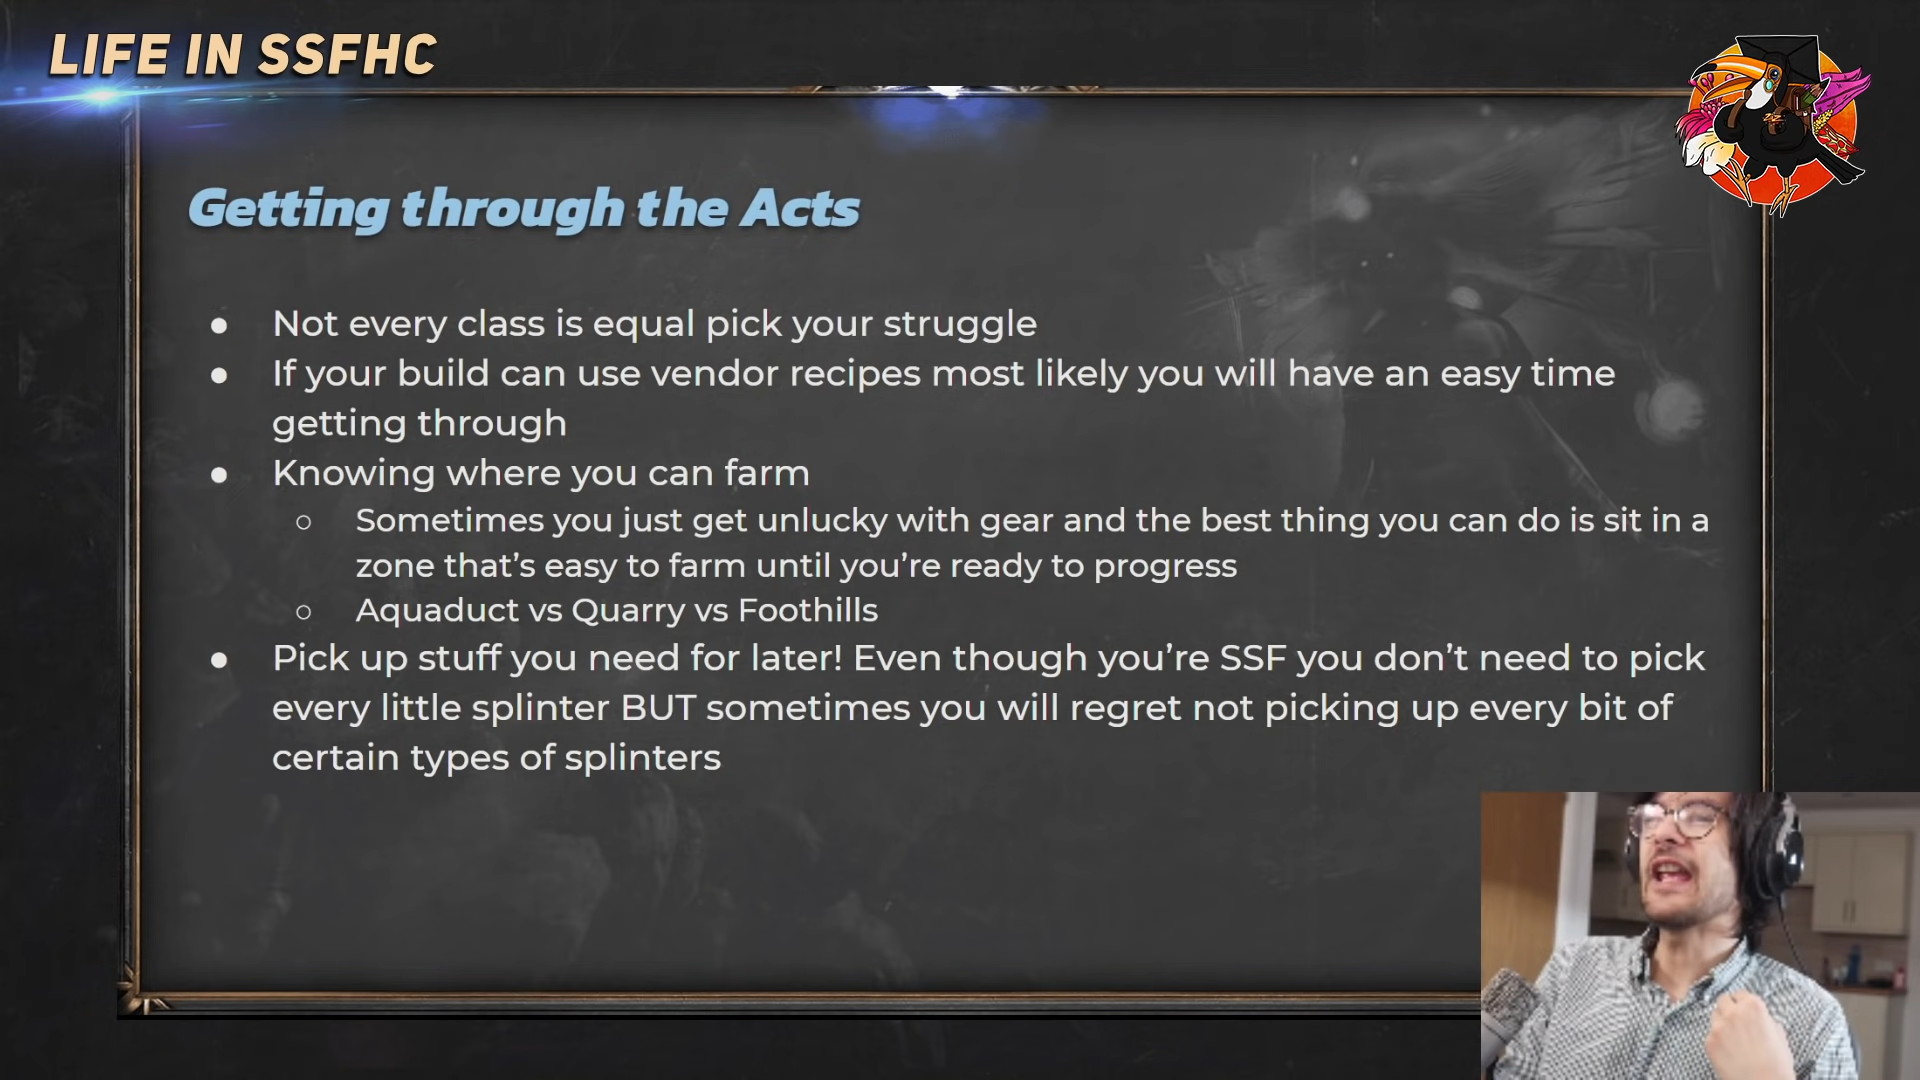 LIFE IN SSFHC
Getting through the Acts
● Not every class is equal pick your struggle
● If your build can use vendor recipes most likely you will have an easy time
getting through
● Knowing where you can farm
○ Sometimes you just get unlucky with gear and the best thing you can do is sit in a
zone that’s easy to farm until you’re ready to progress
○ Aquaduct vs Quarry vs Foothills
● Pick up stuff you need for later! Even though you’re SSF you don’t need to pick
every little splinter BUT sometimes you will regret not picking up every bit of
certain types of splinters